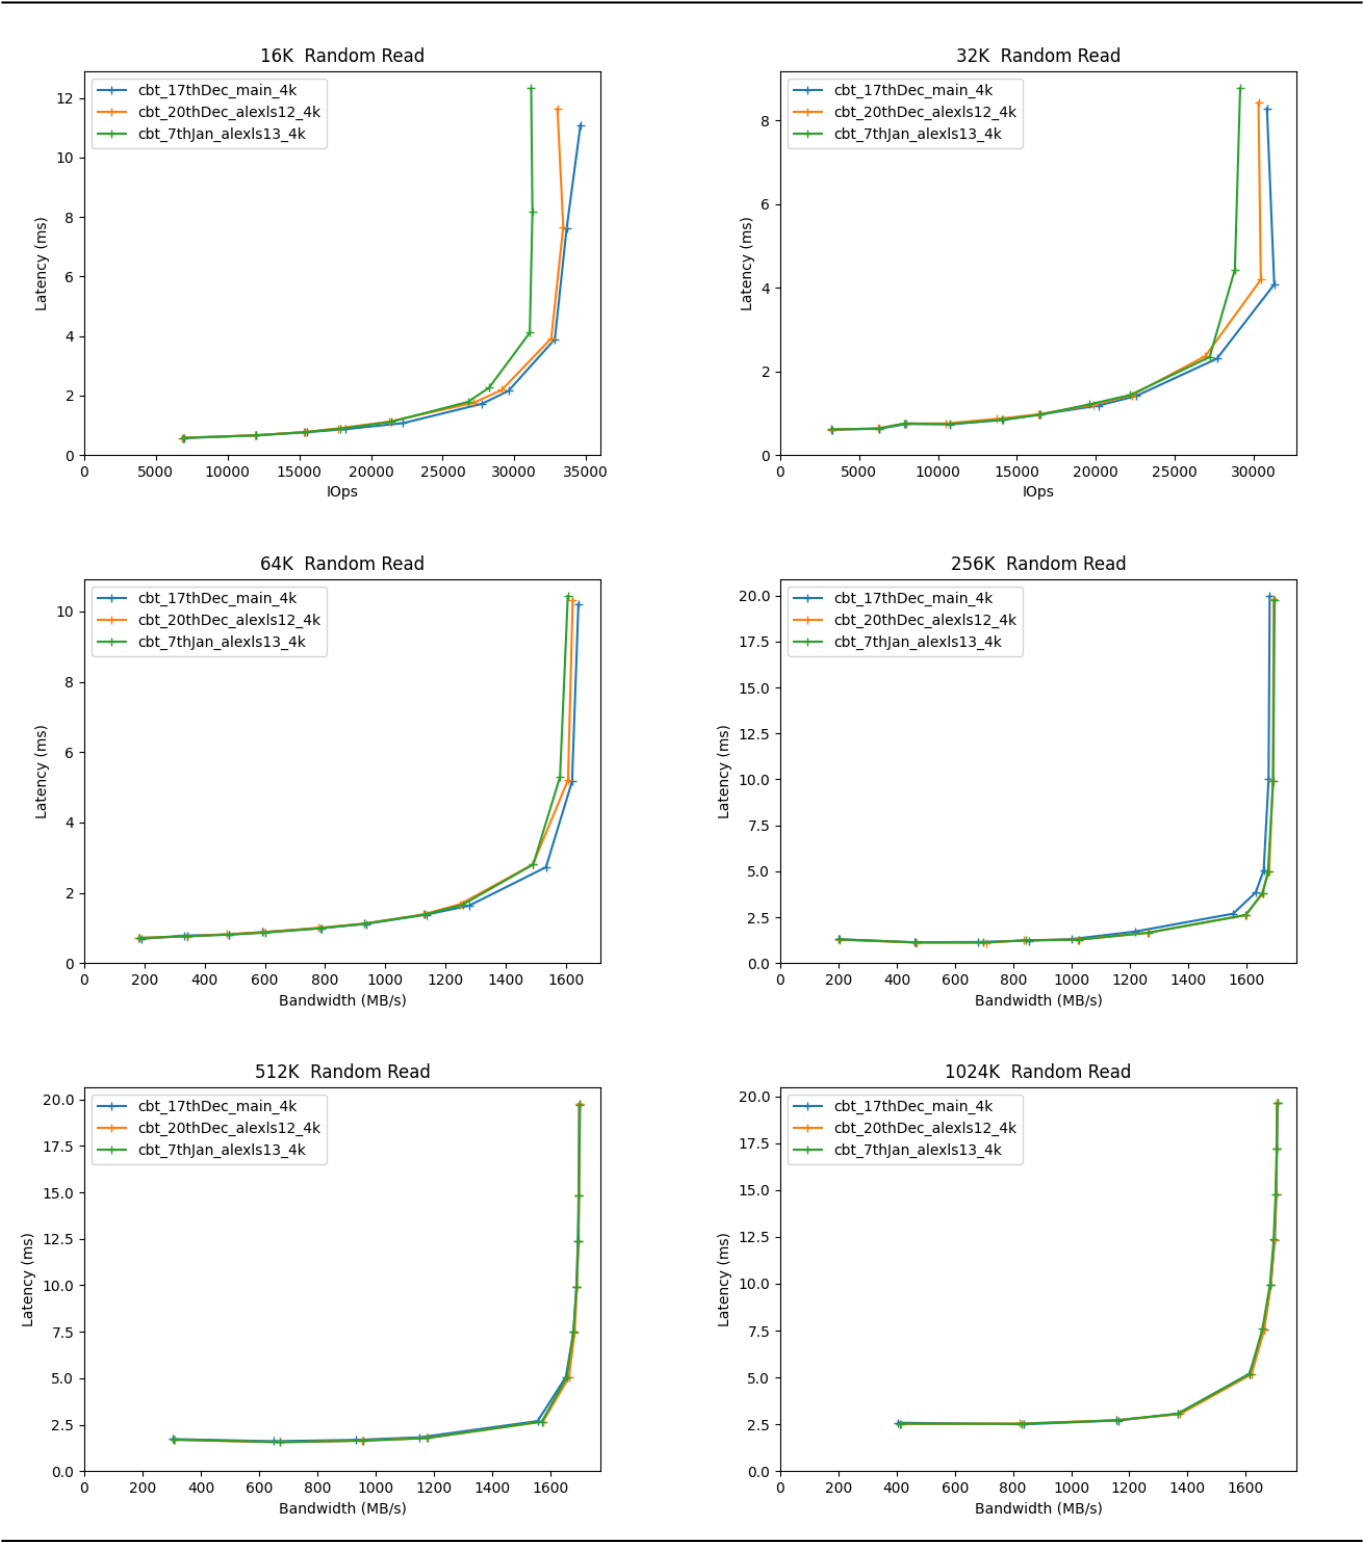 16K  Random Read
cbt_17thDec_main_4k
cbt_20thDec_alexls12_4k
cbt_7thJan_alexls13_4k
12
10
8
6
4
2
0
Latency (ms)
0 5000 10000 15000 20000 25000 30000 35000
IOps
32K  Random Read
cbt_17thDec_main_4k
cbt_20thDec_alexls12_4k
cbt_7thJan_alexls13_4k
8
6
4
2
0
Latency (ms)
0 5000 10000 15000 20000 25000 30000
IOps
64K  Random Read
cbt_17thDec_main_4k
cbt_20thDec_alexls12_4k
cbt_7thJan_alexls13_4k
10
8
6
4
2
0
Latency (ms)
0 200 400 600 800 1000 1200 1400 1600
Bandwidth (MB/s)
256K  Random Read
cbt_17thDec_main_4k
cbt_20thDec_alexls12_4k
cbt_7thJan_alexls13_4k
20.0
17.5
15.0
12.5
10.0
7.5
5.0
2.5
0.0
Latency (ms)
0 200 400 600 800 1000 1200 1400 1600
Bandwidth (MB/s)
512K  Random Read
cbt_17thDec_main_4k
cbt_20thDec_alexls12_4k
cbt_7thJan_alexls13_4k
20.0
17.5
15.0
12.5
10.0
7.5
5.0
2.5
0.0
Latency (ms)
0 200 400 600 800 1000 1200 1400 1600
Bandwidth (MB/s)
1024K  Random Read
cbt_17thDec_main_4k
cbt_20thDec_alexls12_4k
cbt_7thJan_alexls13_4k
20.0
17.5
15.0
12.5
10.0
7.5
5.0
2.5
0.0
Latency (ms)
0 200 400 600 800 1000 1200 1400 1600
Bandwidth (MB/s)